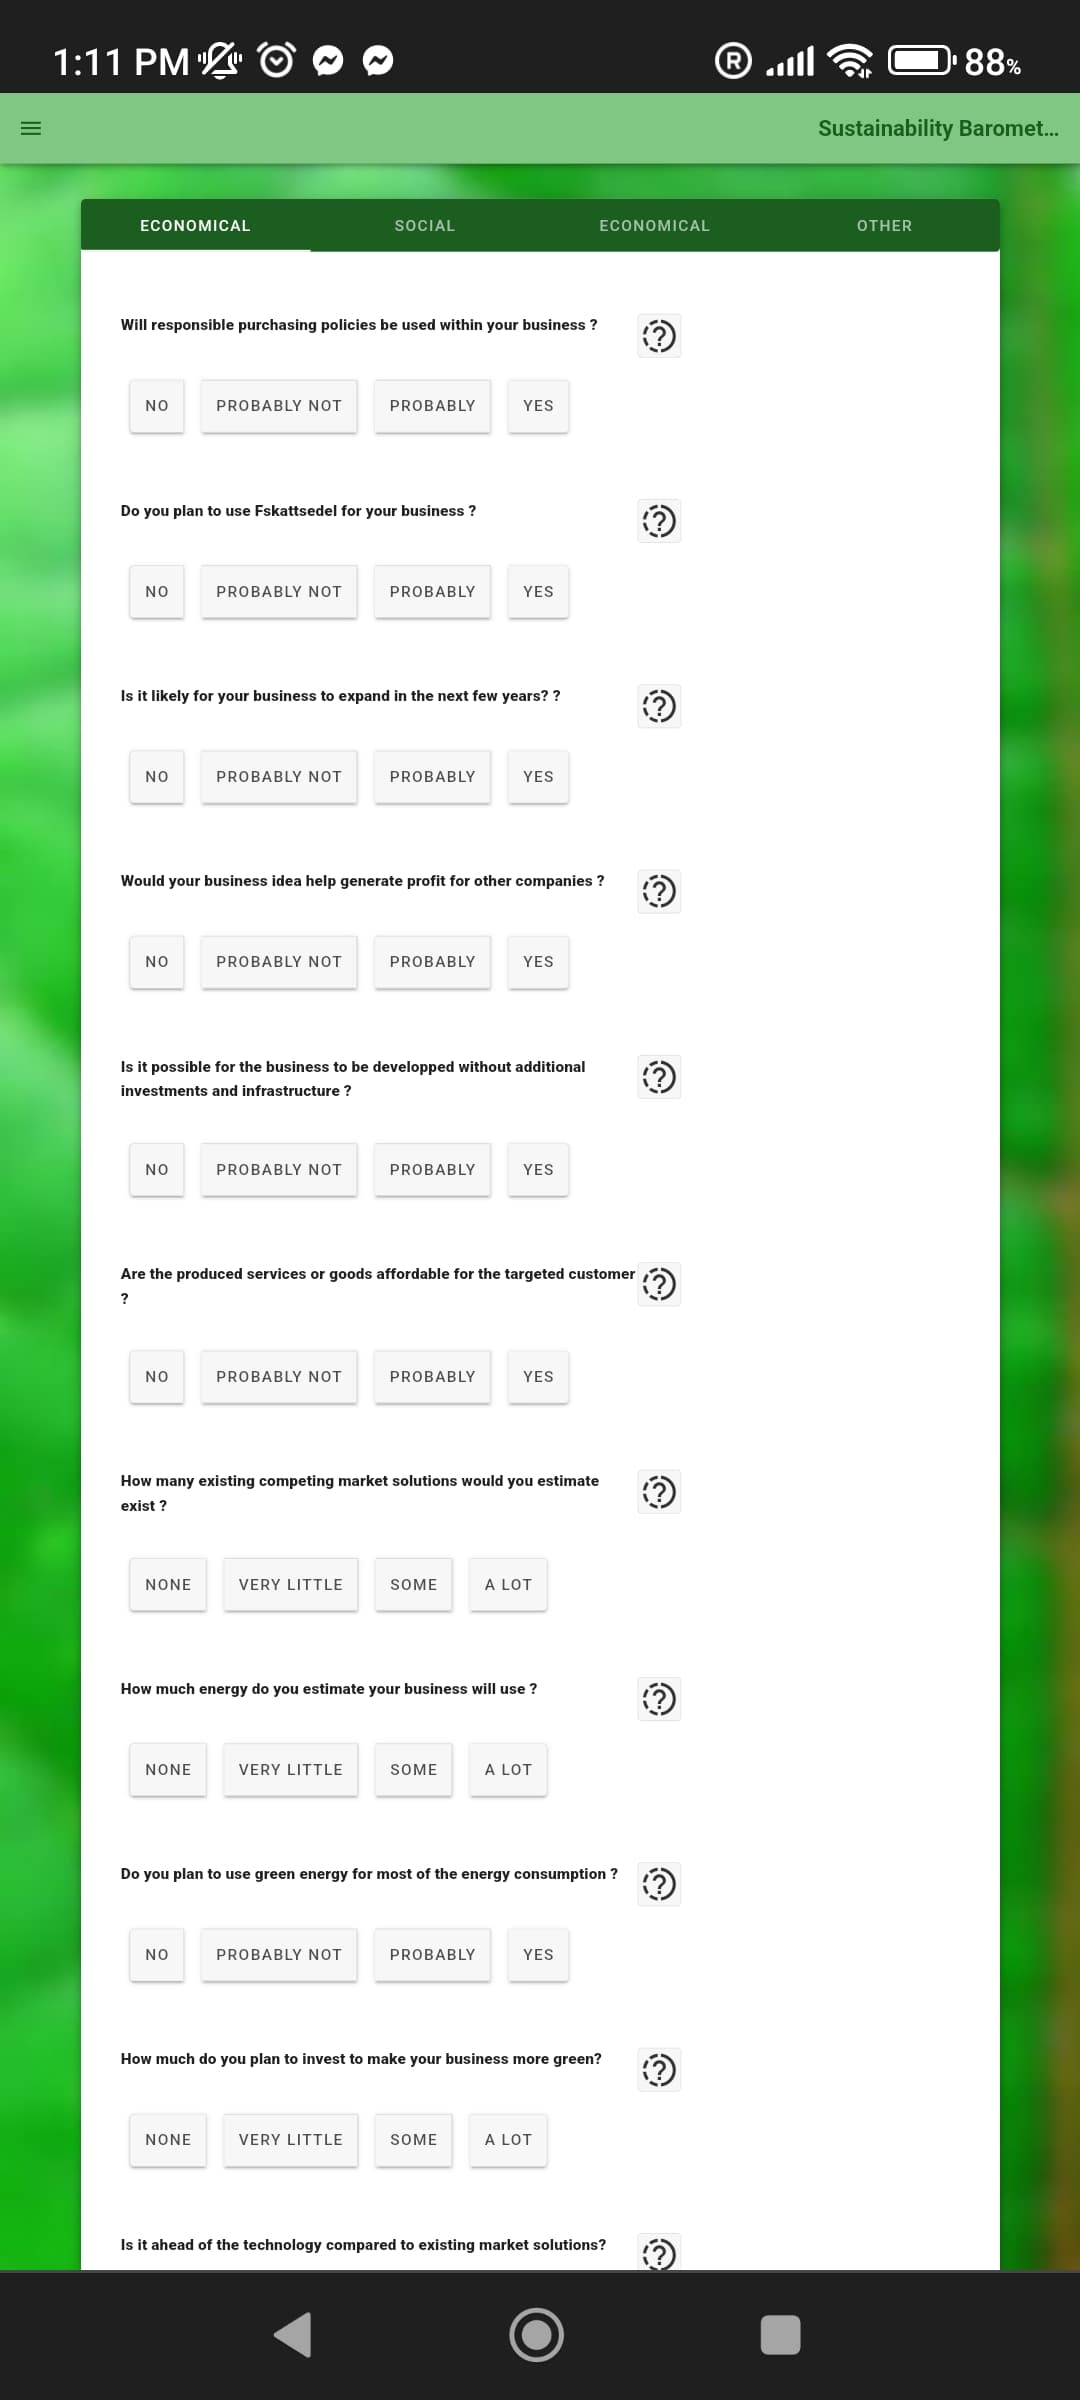 1:11 PM
R
88%
Sustainability Baromet...
ECONOMICAL SOCIAL ECONOMICAL OTHER
Will responsible purchasing policies be used within your business ?
NO PROBABLY NOT PROBABLY YES
Do you plan to use Fskattsedel for your business ?
NO PROBABLY NOT PROBABLY YES
Is it likely for your business to expand in the next few years? ?
NO PROBABLY NOT PROBABLY YES
Would your business idea help generate profit for other companies ?
NO PROBABLY NOT PROBABLY YES
Is it possible for the business to be developped without additional
investments and infrastructure ?
NO PROBABLY NOT PROBABLY YES
Are the produced services or goods affordable for the targeted customer
?
NO PROBABLY NOT PROBABLY YES
How many existing competing market solutions would you estimate
exist ?
NONE VERY LITTLE SOME A LOT
How much energy do you estimate your business will use ?
NONE VERY LITTLE SOME A LOT
Do you plan to use green energy for most of the energy consumption ?
NO PROBABLY NOT PROBABLY YES
How much do you plan to invest to make your business more green?
NONE VERY LITTLE SOME A LOT
Is it ahead of the technology compared to existing market solutions?